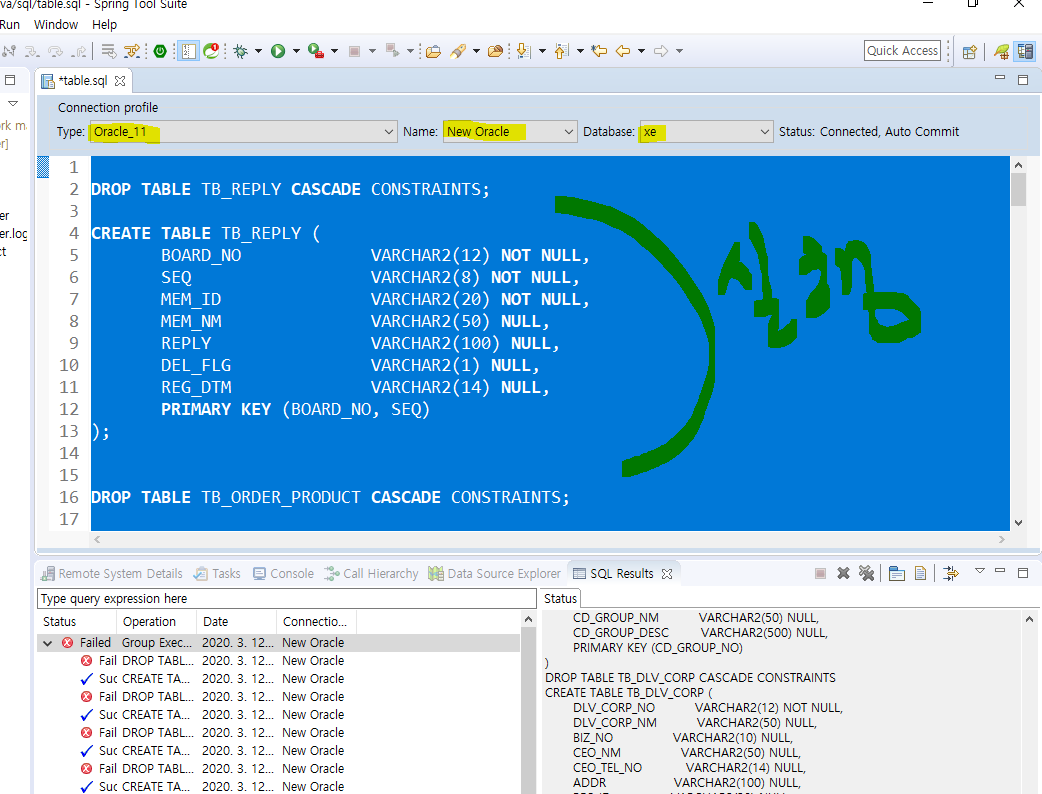 va/sql/table.sql - Spring Tool Suite
Run Window Help
Quick Access
*table.sql
rk m
r]
er
er.log
ct
Connection profile
Type: Oracle_11 Name: New Oracle Database: xe Status: Connected, Auto Commit
1
2 DROP TABLE TB_REPLY CASCADE CONSTRAINTS;
3
4 CREATE TABLE TB_REPLY (
5 BOARD_NO VARCHAR2(12) NOT NULL,
6 SEQ VARCHAR2(8) NOT NULL,
7 MEM_ID VARCHAR2(20) NOT NULL,
8 MEM_NM VARCHAR2(50) NULL,
9 REPLY VARCHAR2(100) NULL,
10 DEL_FLG VARCHAR2(1) NULL,
11 REG_DTM VARCHAR2(14) NULL,
12 PRIMARY KEY (BOARD_NO, SEQ)
13 );
14
15
16 DROP TABLE TB_ORDER_PRODUCT CASCADE CONSTRAINTS;
17
Remote System Details Tasks Console Call Hierarchy Data Source Explorer SQL Results
Type query expression here
Status Operation Date Connectio...
Failed Group Exec... 2020. 3. 12... New Oracle
Fail DROP TABL... 2020. 3. 12... New Oracle
Suc CREATE TA... 2020. 3. 12... New Oracle
Fail DROP TABL... 2020. 3. 12... New Oracle
Suc CREATE TA... 2020. 3. 12... New Oracle
Fail DROP TABL... 2020. 3. 12... New Oracle
Suc CREATE TA... 2020. 3. 12... New Oracle
Fail DROP TABL... 2020. 3. 12... New Oracle
Suc CREATE TA... 2020. 3. 12... New Oracle
Status
CD_GROUP_NM VARCHAR2(50) NULL,
CD_GROUP_DESC VARCHAR2(500) NULL,
PRIMARY KEY (CD_GROUP_NO)
)
DROP TABLE TB_DLV_CORP CASCADE CONSTRAINTS
CREATE TABLE TB_DLV_CORP (
DLV_CORP_NO VARCHAR2(12) NOT NULL,
DLV_CORP_NM VARCHAR2(50) NULL,
BIZ_NO VARCHAR2(10) NULL,
CEO_NM VARCHAR2(50) NULL,
CEO_TEL_NO VARCHAR2(14) NULL,
ADDR VARCHAR2(100) NULL,